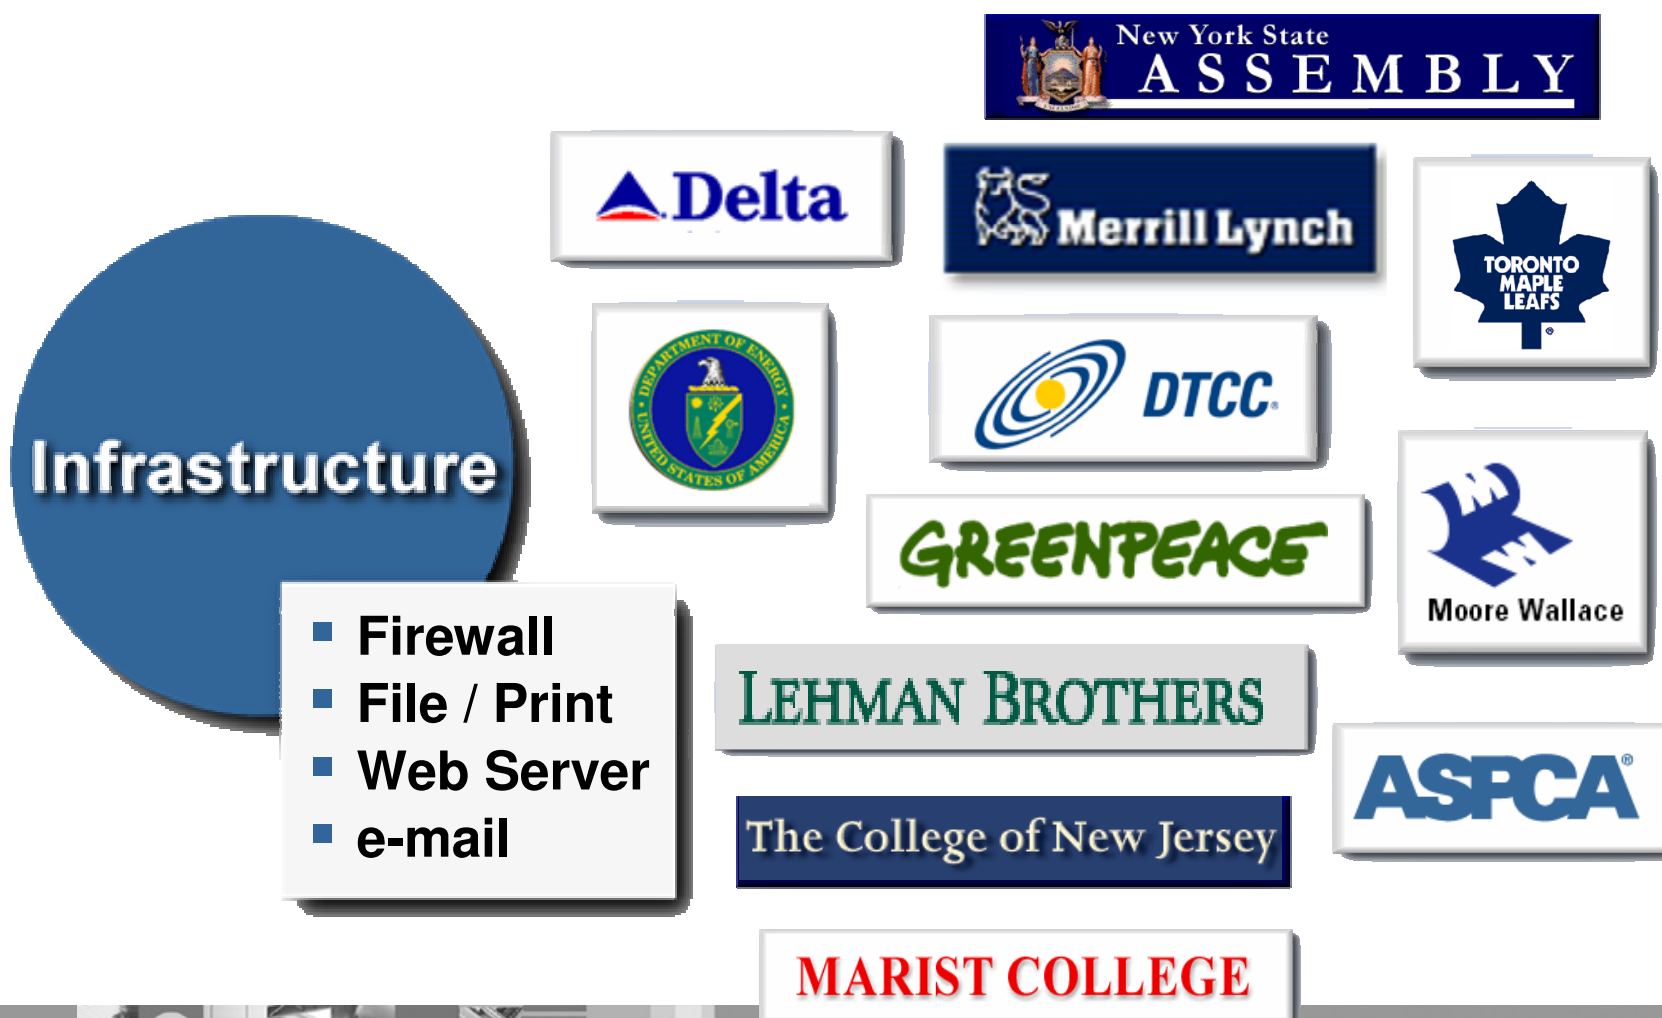 New York State
ASSEMBLY
Delta
Merrill Lynch
TORONTO
MAPLE
LEAFS
®
DEPARTMENT OF ENERGY
UNITED STATES OF AMERICA
DTCC®
Infrastructure
GREENPEACE
M
W
Moore Wallace
Firewall
File / Print
Web Server
e-mail
LEHMAN BROTHERS
ASPCA®
The College of New Jersey
MARIST COLLEGE